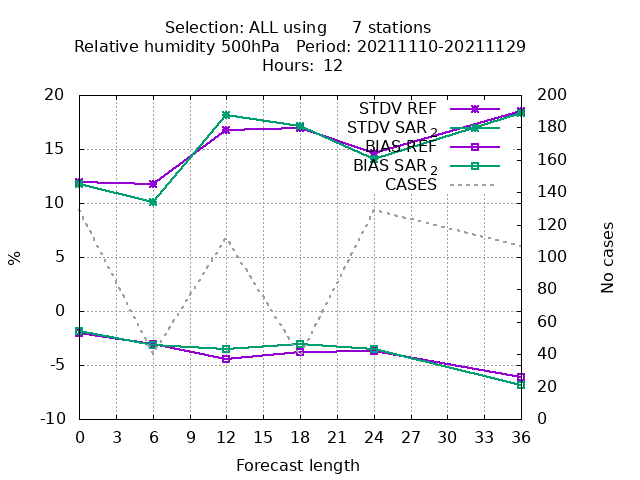 Selection: ALL using     7 stations
Relative humidity 500hPa   Period: 20211110-20211129
Hours:  12
20
15
10
5
0
-5
-10
%
200
180
160
140
120
100
80
60
40
20
0
No cases
STDV REF
STDV SAR 2
BIAS REF
BIAS SAR 2
CASES
0 3 6 9 12 15 18 21 24 27 30 33 36
Forecast length